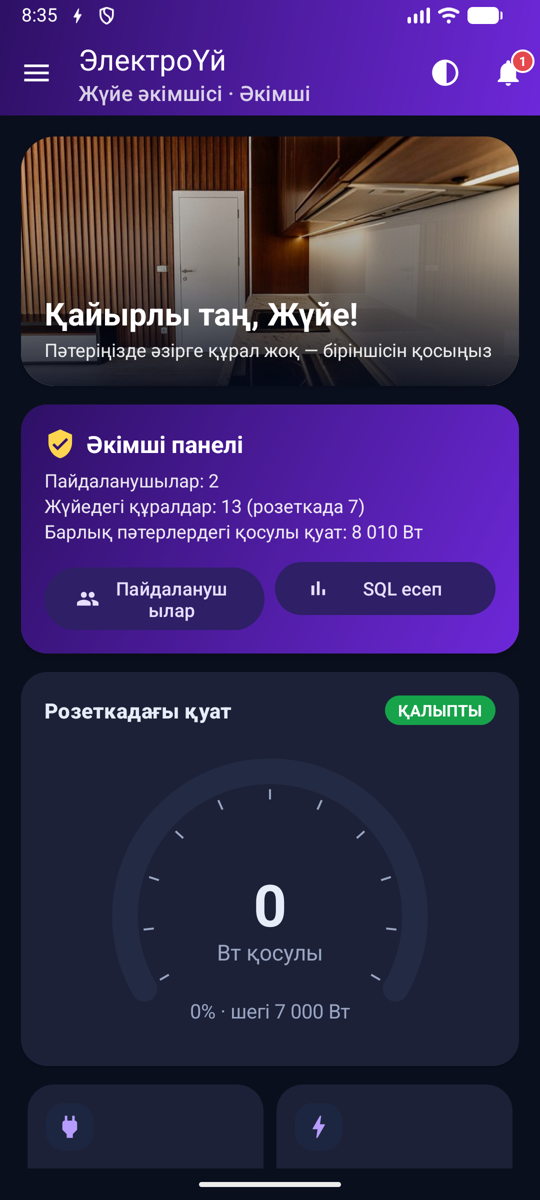 8:35
ЭлектроҮй
Жүйе әкімшісі · Әкімші
1
Қайырлы таң, Жүйе!
Пәтеріңізде әзірге құрал жоқ — біріншісін қосыңыз
Әкімші панелі
Пайдаланушылар: 2
Жүйедегі құралдар: 13 (розеткада 7)
Барлық пәтерлердегі қосулы қуат: 8 010 Вт
Пайдалануш
ылар
SQL есеп
Розеткадағы қуат
ҚАЛЫПТЫ
0
Вт қосулы
0% · шегі 7 000 Вт